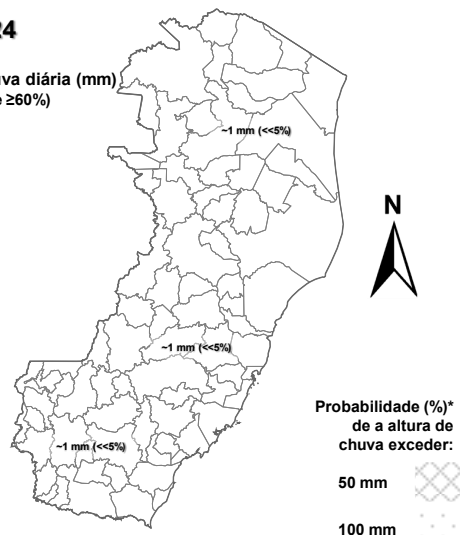 24
uva diária (mm)
e ≥60%)
~1 mm (<<5%)
N
~1 mm (<<5%)
~1 mm (<<5%)
Probabilidade (%)*
de a altura de
chuva exceder:
50 mm
100 mm